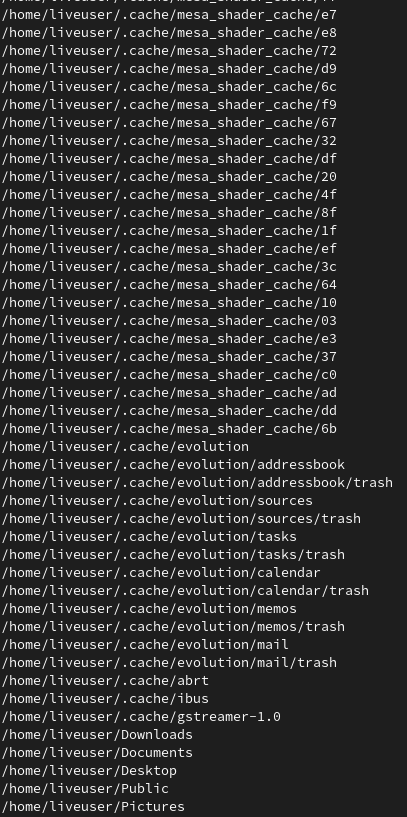 /home/liveuser/.cache/mesa_shader_cache/e7
/home/liveuser/.cache/mesa_shader_cache/e8
/home/liveuser/.cache/mesa_shader_cache/72
/home/liveuser/.cache/mesa_shader_cache/d9
/home/liveuser/.cache/mesa_shader_cache/6c
/home/liveuser/.cache/mesa_shader_cache/f9
/home/liveuser/.cache/mesa_shader_cache/67
/home/liveuser/.cache/mesa_shader_cache/32
/home/liveuser/.cache/mesa_shader_cache/df
/home/liveuser/.cache/mesa_shader_cache/20
/home/liveuser/.cache/mesa_shader_cache/4f
/home/liveuser/.cache/mesa_shader_cache/8f
/home/liveuser/.cache/mesa_shader_cache/1f
/home/liveuser/.cache/mesa_shader_cache/ef
/home/liveuser/.cache/mesa_shader_cache/3c
/home/liveuser/.cache/mesa_shader_cache/64
/home/liveuser/.cache/mesa_shader_cache/10
/home/liveuser/.cache/mesa_shader_cache/03
/home/liveuser/.cache/mesa_shader_cache/e3
/home/liveuser/.cache/mesa_shader_cache/37
/home/liveuser/.cache/mesa_shader_cache/c0
/home/liveuser/.cache/mesa_shader_cache/ad
/home/liveuser/.cache/mesa_shader_cache/dd
/home/liveuser/.cache/mesa_shader_cache/6b
/home/liveuser/.cache/evolution
/home/liveuser/.cache/evolution/addressbook
/home/liveuser/.cache/evolution/addressbook/trash
/home/liveuser/.cache/evolution/sources
/home/liveuser/.cache/evolution/sources/trash
/home/liveuser/.cache/evolution/tasks
/home/liveuser/.cache/evolution/tasks/trash
/home/liveuser/.cache/evolution/calendar
/home/liveuser/.cache/evolution/calendar/trash
/home/liveuser/.cache/evolution/memos
/home/liveuser/.cache/evolution/memos/trash
/home/liveuser/.cache/evolution/mail
/home/liveuser/.cache/evolution/mail/trash
/home/liveuser/.cache/abrt
/home/liveuser/.cache/ibus
/home/liveuser/.cache/gstreamer-1.0
/home/liveuser/Downloads
/home/liveuser/Documents
/home/liveuser/Desktop
/home/liveuser/Public
/home/liveuser/Pictures